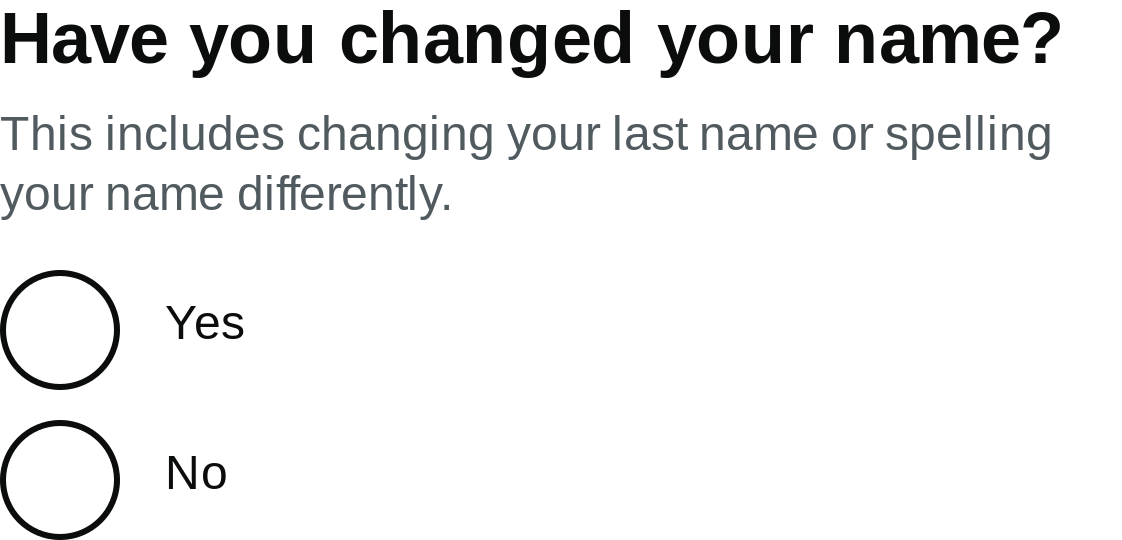 Have you changed your name?
This includes changing your last name or spelling
your name differently.
Yes
No